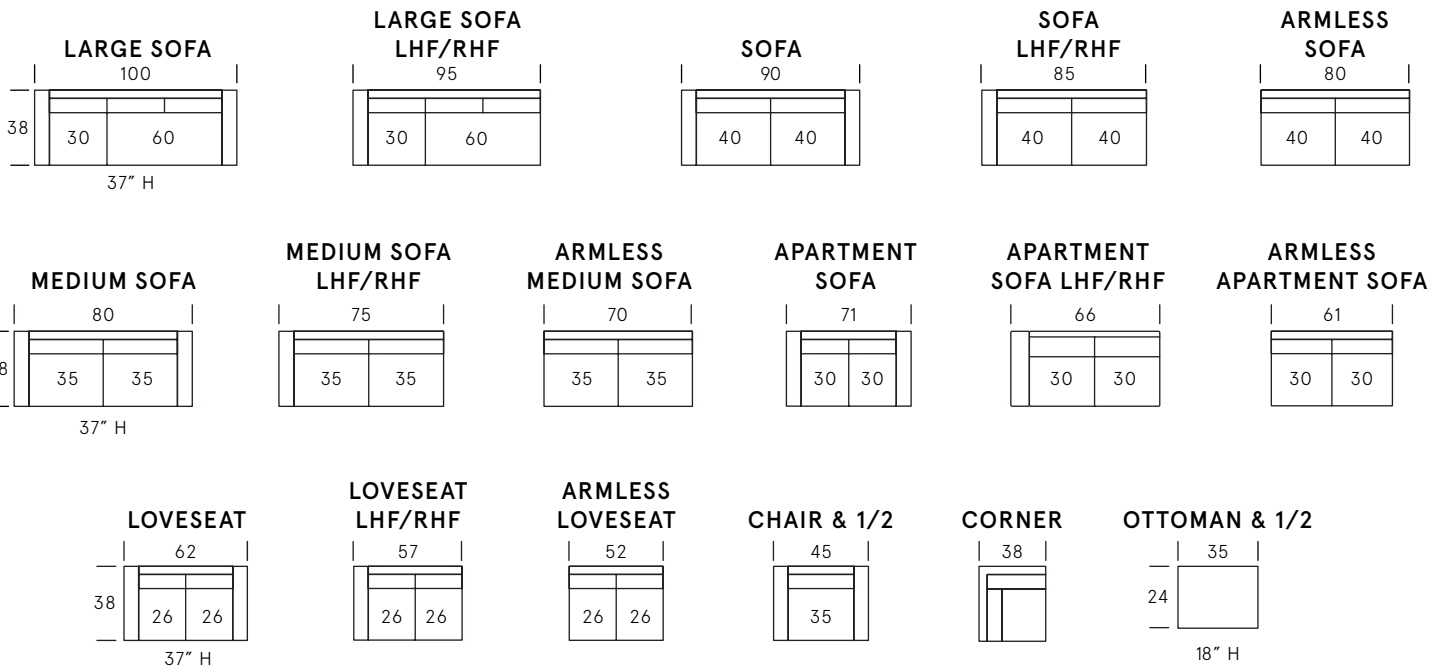 LARGE SOFA
100
38
30 60
37″ H
LARGE SOFA
LHF/RHF
95
30 60
SOFA
90
40 40
SOFA
LHF/RHF
85
40 40
ARMLESS
SOFA
80
40 40
MEDIUM SOFA
80
8
35 35
37″ H
MEDIUM SOFA
LHF/RHF
75
35 35
ARMLESS
MEDIUM SOFA
70
35 35
APARTMENT
SOFA
71
30 30
APARTMENT
SOFA LHF/RHF
66
30 30
ARMLESS
APARTMENT SOFA
61
30 30
LOVESEAT
62
38
26 26
37″ H
LOVESEAT
LHF/RHF
57
26 26
ARMLESS
LOVESEAT
52
26 26
CHAIR & 1/2
45
35
CORNER
38
OTTOMAN & 1/2
35
24
18″ H